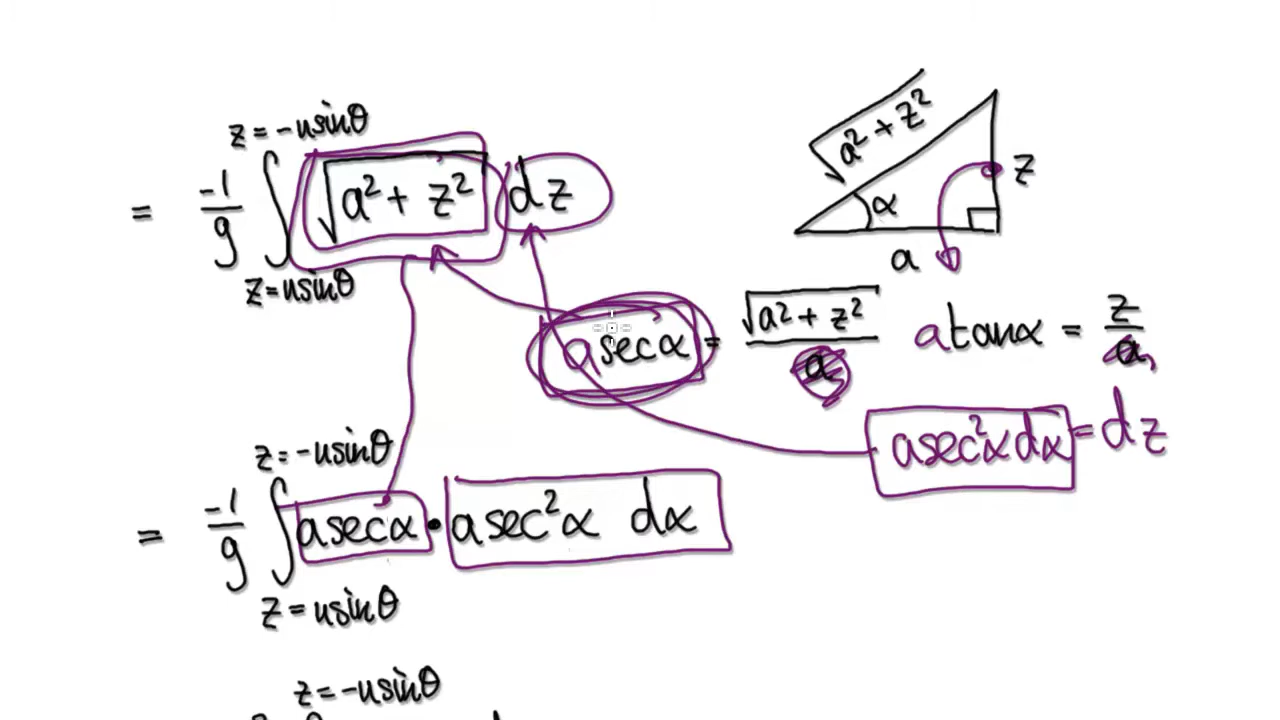 z = -usinθ
= -1/g ∫ √(a² + z²) dz
z = usinθ
√(a² + z²)
z
α
a
asecα = √(a² + z²)/a
atanα = z/a
asec²α dα = dz
z = -usinθ
= -1/g ∫ asecα • asec²α dα
z = usinθ
z = -usinθ